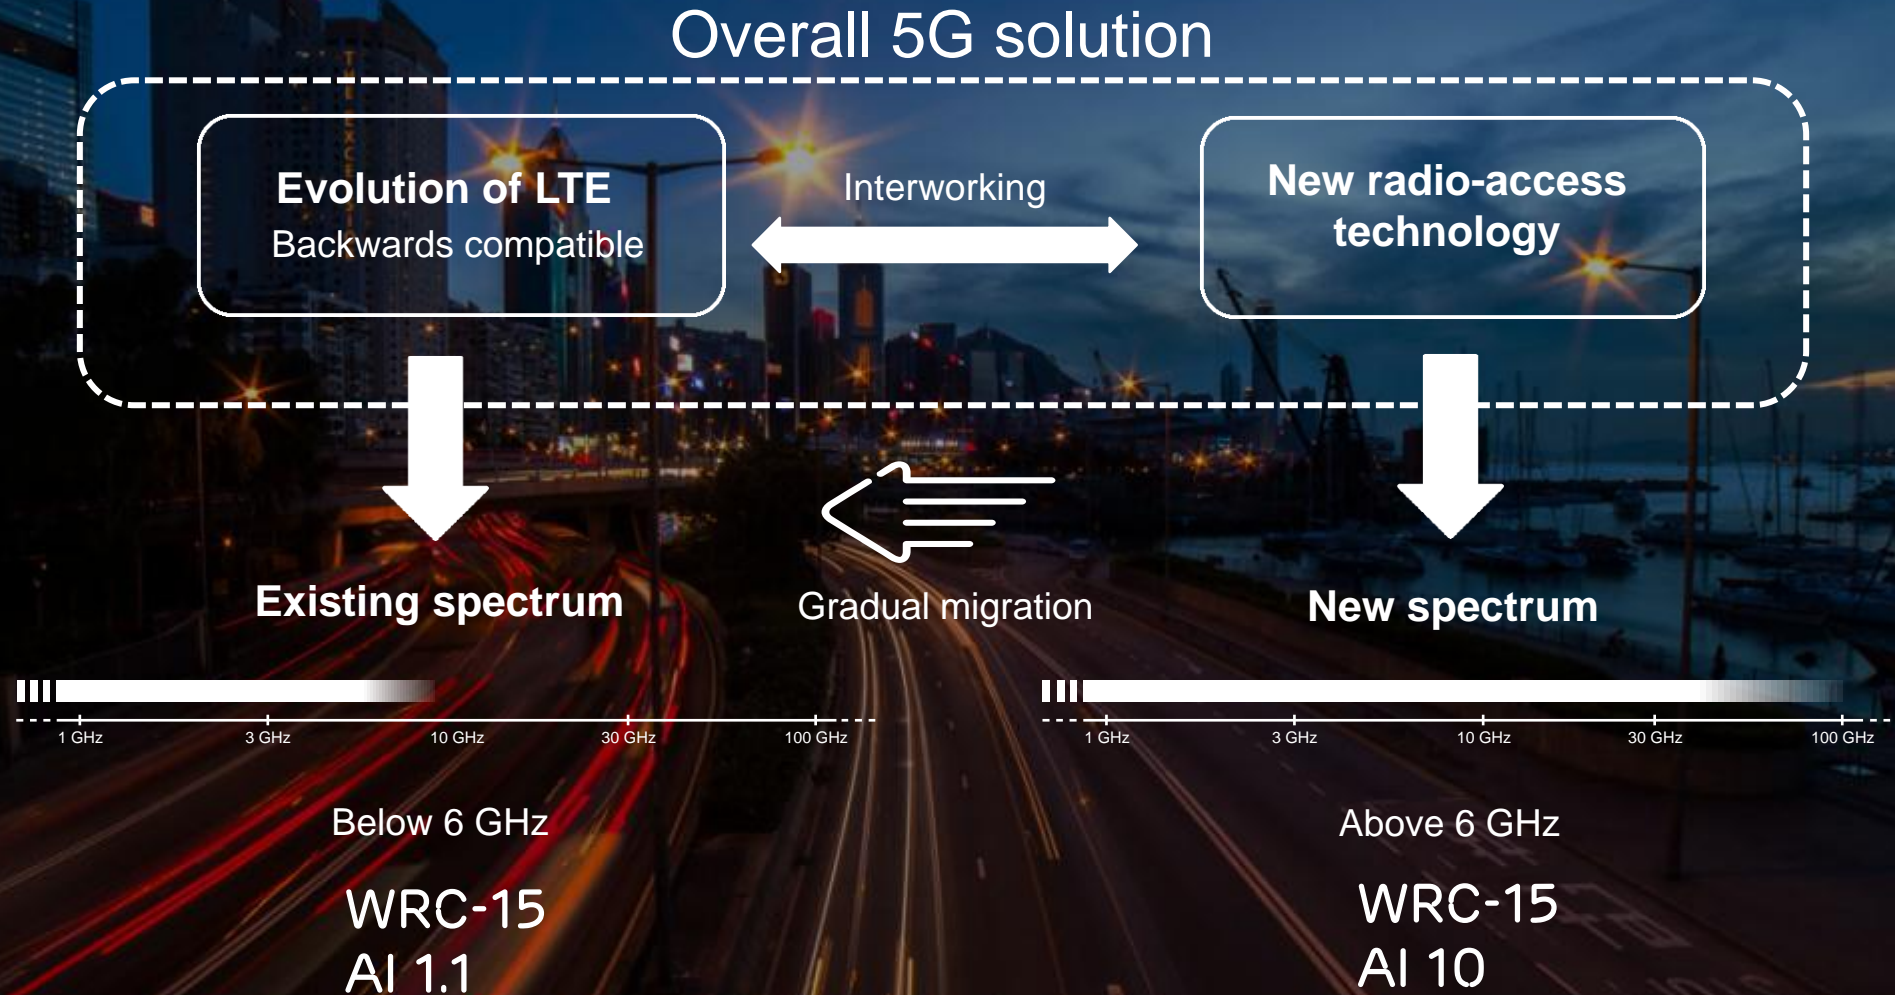 Overall 5G solution
Evolution of LTE
Backwards compatible
Interworking
New radio-access
technology
Existing spectrum
Gradual migration
New spectrum
1 GHz
3 GHz
10 GHz
30 GHz
100 GHz
1 GHz
3 GHz
10 GHz
30 GHz
100 GHz
Below 6 GHz
WRC-15
AI 1.1
Above 6 GHz
WRC-15
AI 10